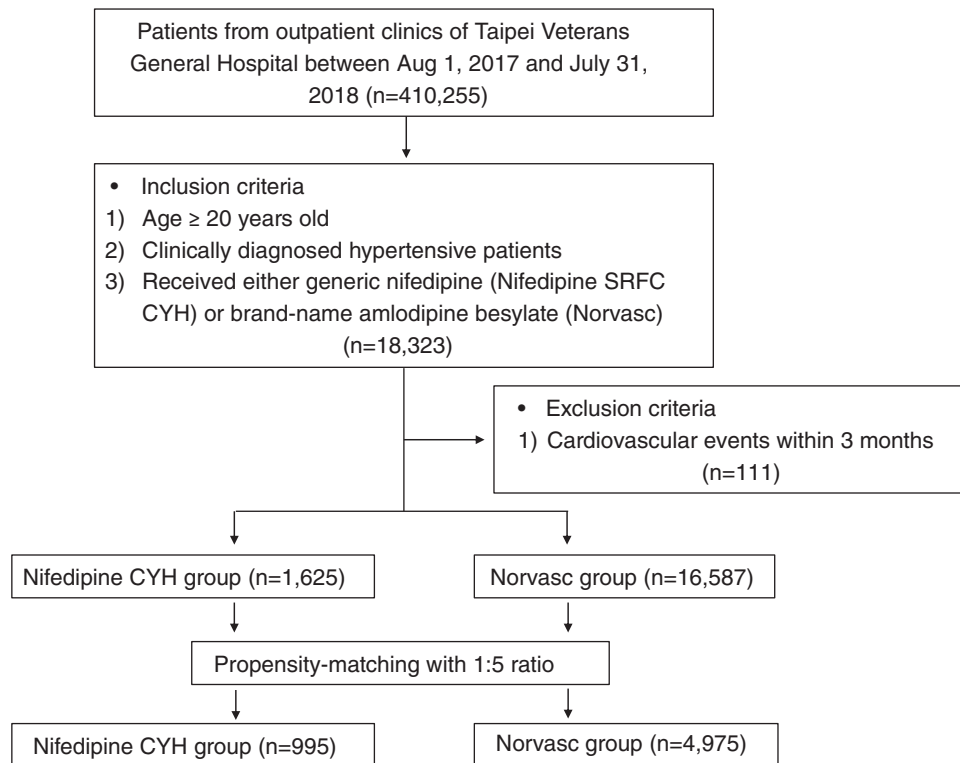 Patients from outpatient clinics of Taipei Veterans
General Hospital between Aug 1, 2017 and July 31,
2018 (n=410,255)
• Inclusion criteria
1) Age ≥ 20 years old
2) Clinically diagnosed hypertensive patients
3) Received either generic nifedipine (Nifedipine SRFC
CYH) or brand-name amlodipine besylate (Norvasc)
(n=18,323)
• Exclusion criteria
1) Cardiovascular events within 3 months
(n=111)
Nifedipine CYH group (n=1,625)
Norvasc group (n=16,587)
Propensity-matching with 1:5 ratio
Nifedipine CYH group (n=995)
Norvasc group (n=4,975)